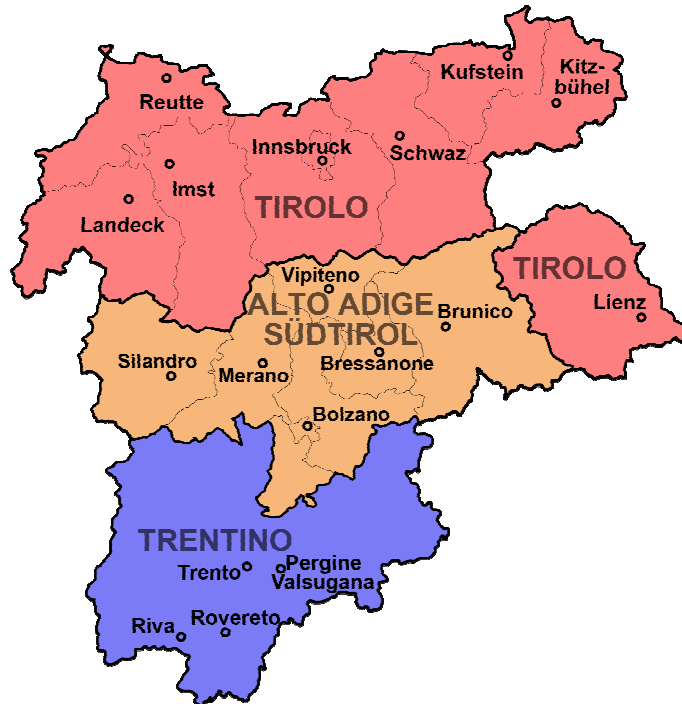 Kufstein
Kitz-
bühel
Reutte
Innsbruck
Schwaz
Imst
Landeck
TIROLO
TIROLO
Lienz
Vipiteno
ALTO ADIGE
SÜDTIROL
Brunico
Silandro
Merano
Bressanone
Bolzano
TRENTINO
Trento
Pergine
Valsugana
Riva
Rovereto